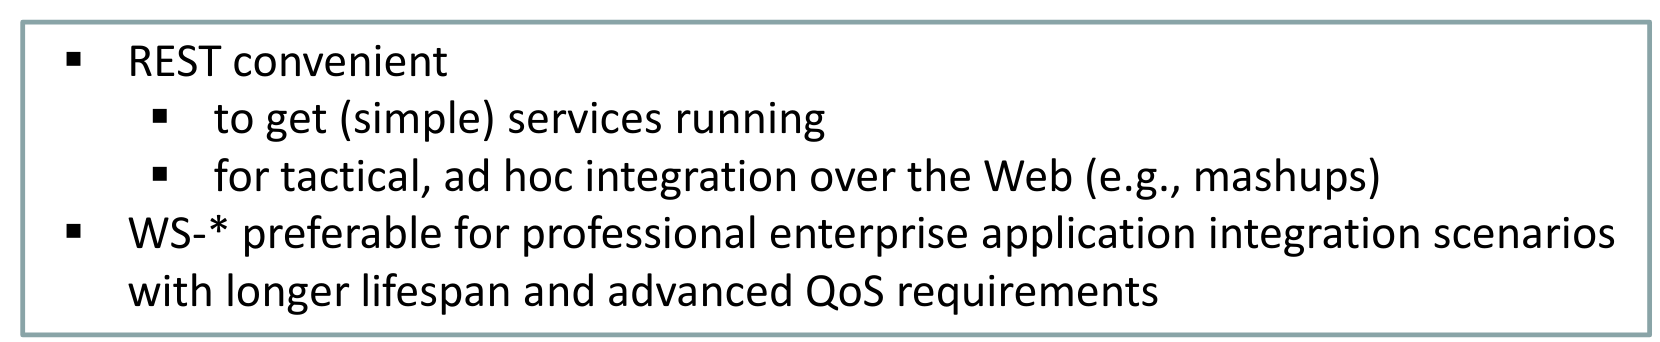 ▪ REST convenient
▪ to get (simple) services running
▪ for tactical, ad hoc integration over the Web (e.g., mashups)
▪ WS-* preferable for professional enterprise application integration scenarios
with longer lifespan and advanced QoS requirements